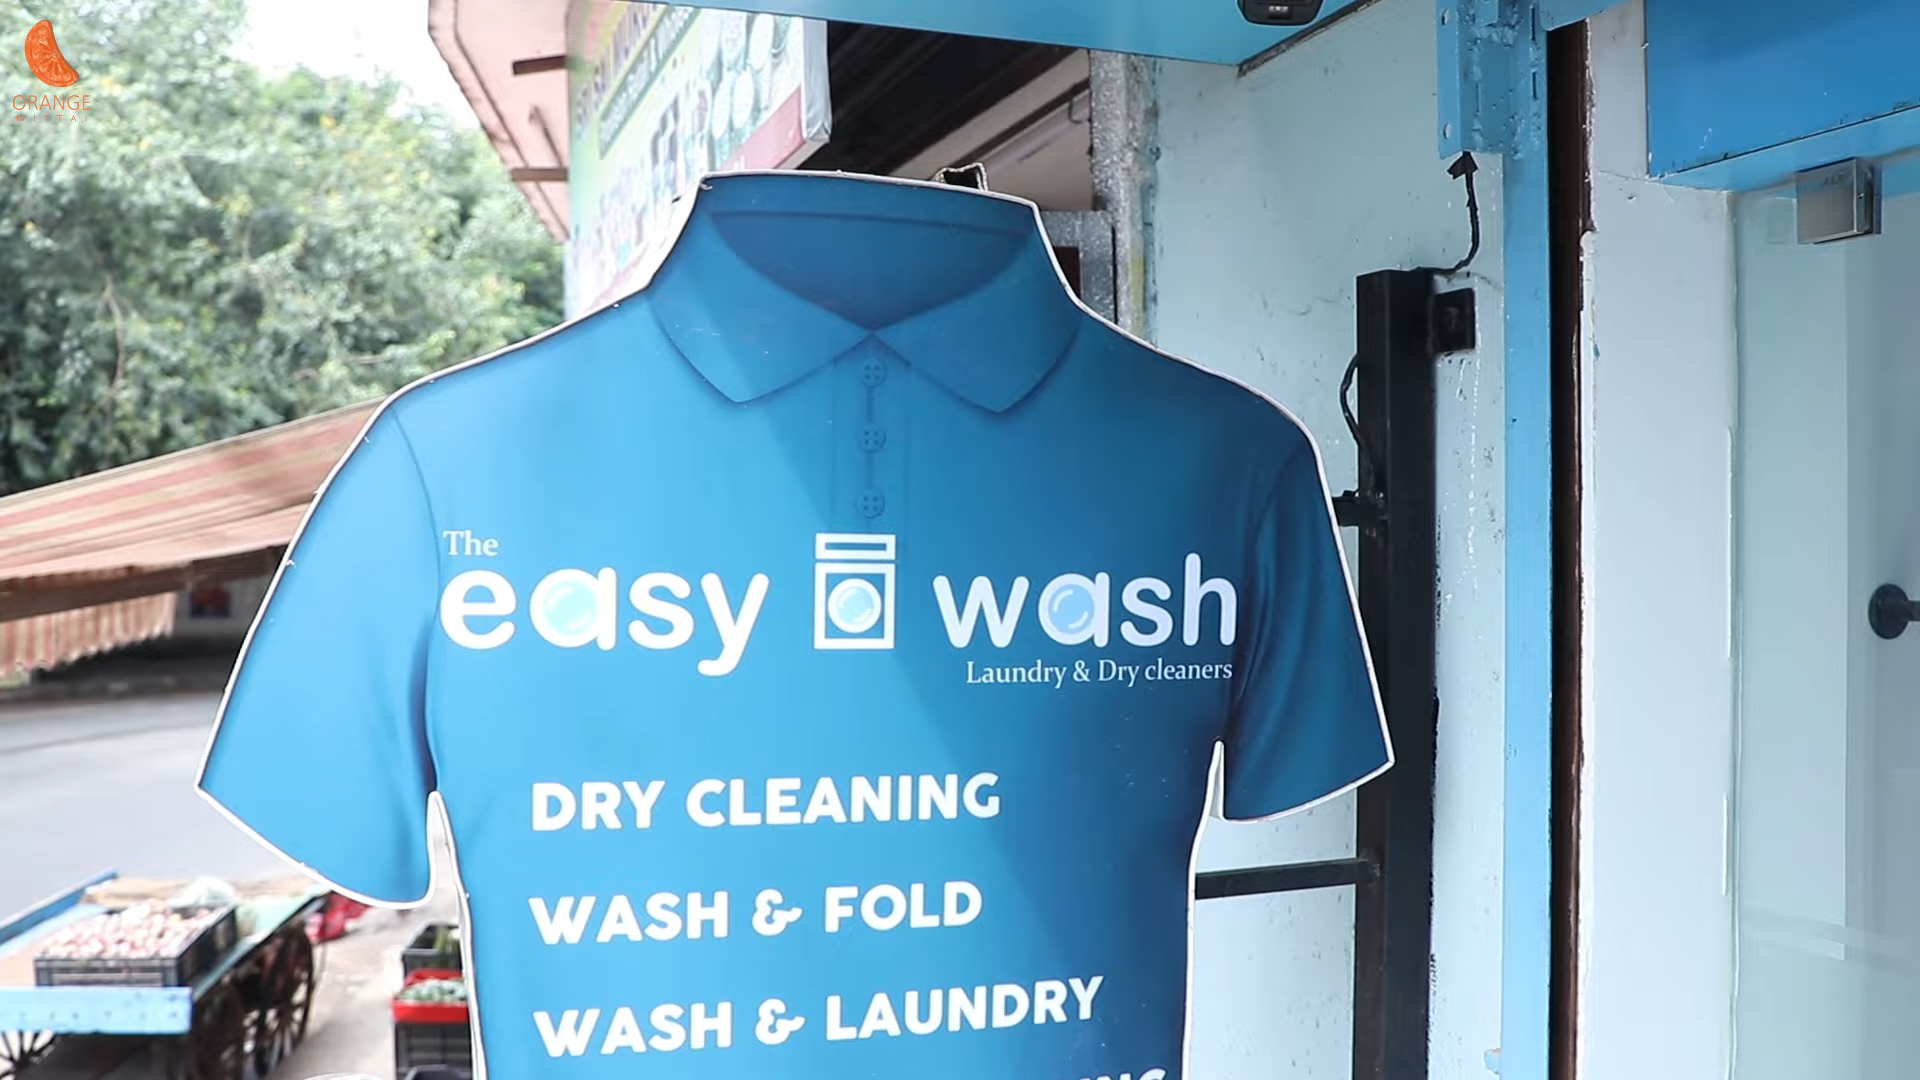 ORANGE
The
easy wash
Laundry & Dry cleaners
DRY CLEANING
WASH & FOLD
WASH & LAUNDRY